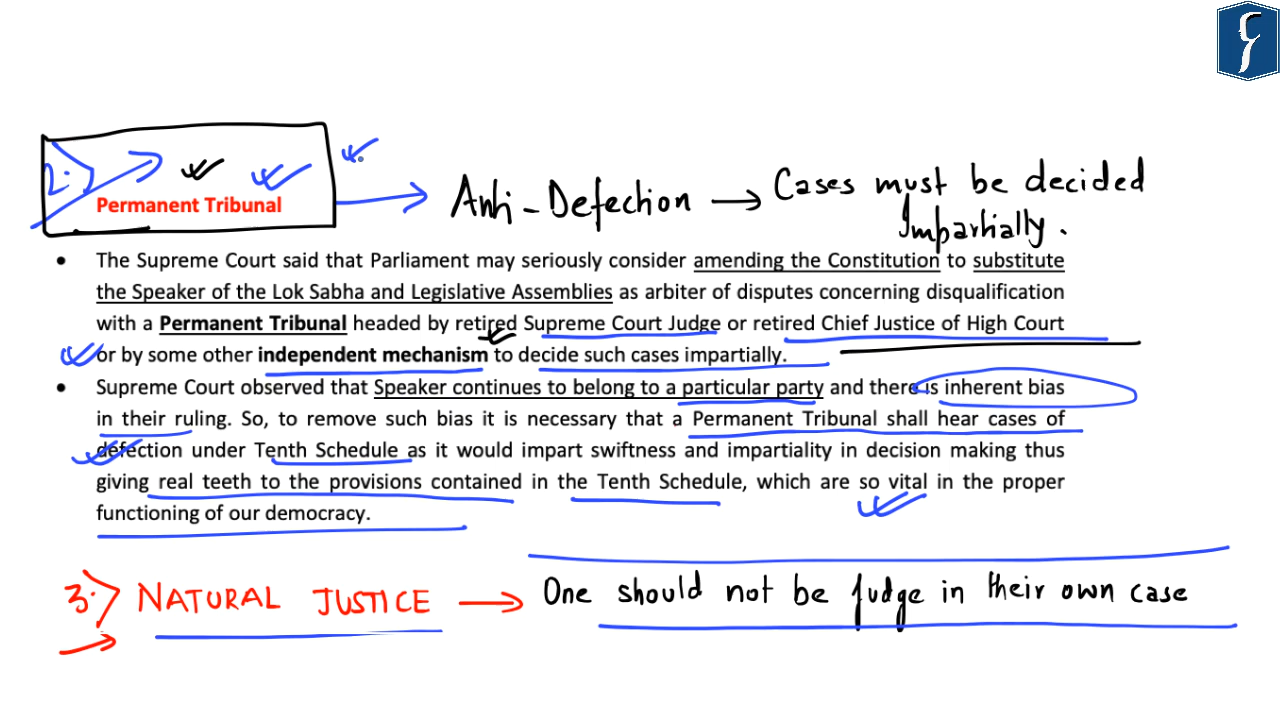 2.)
Permanent Tribunal
Anti-Defection → Cases must be decided
Impartially.
• The Supreme Court said that Parliament may seriously consider amending the Constitution to substitute
the Speaker of the Lok Sabha and Legislative Assemblies as arbiter of disputes concerning disqualification
with a Permanent Tribunal headed by retired Supreme Court Judge or retired Chief Justice of High Court
or by some other independent mechanism to decide such cases impartially.
• Supreme Court observed that Speaker continues to belong to a particular party and there is inherent bias
in their ruling. So, to remove such bias it is necessary that a Permanent Tribunal shall hear cases of
defection under Tenth Schedule as it would impart swiftness and impartiality in decision making thus
giving real teeth to the provisions contained in the Tenth Schedule, which are so vital in the proper
functioning of our democracy.
3.) NATURAL JUSTICE → One should not be judge in their own case